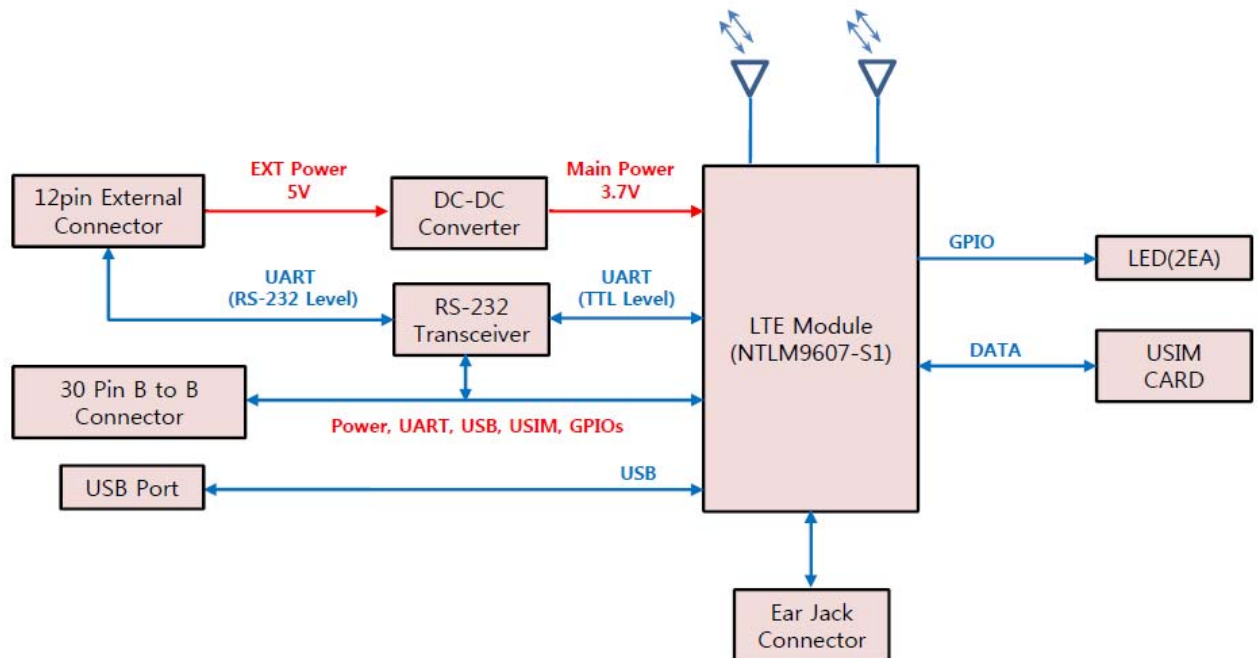 EXT Power
5V
Main Power
3.7V
12pin External
Connector
DC-DC
Converter
UART
(RS-232 Level)
UART
(TTL Level)
RS-232
Transceiver
LTE Module
(NTLM9607-S1)
GPIO
LED(2EA)
DATA
USIM
CARD
30 Pin B to B
Connector
Power, UART, USB, USIM, GPIOs
USB Port
USB
Ear Jack
Connector